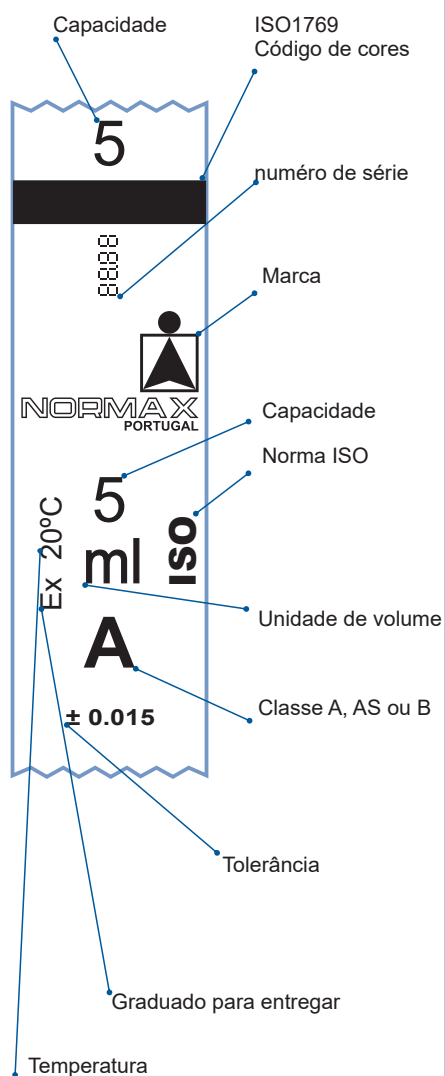 Capacidade
ISO1769
Código de cores
5
numéro de série
8888
Marca
NORMAX
PORTUGAL
Capacidade
Norma ISO
5
ml
Ex 20ºC
ISO
Unidade de volume
A
Classe A, AS ou B
± 0.015
Tolerância
Graduado para entregar
Temperatura